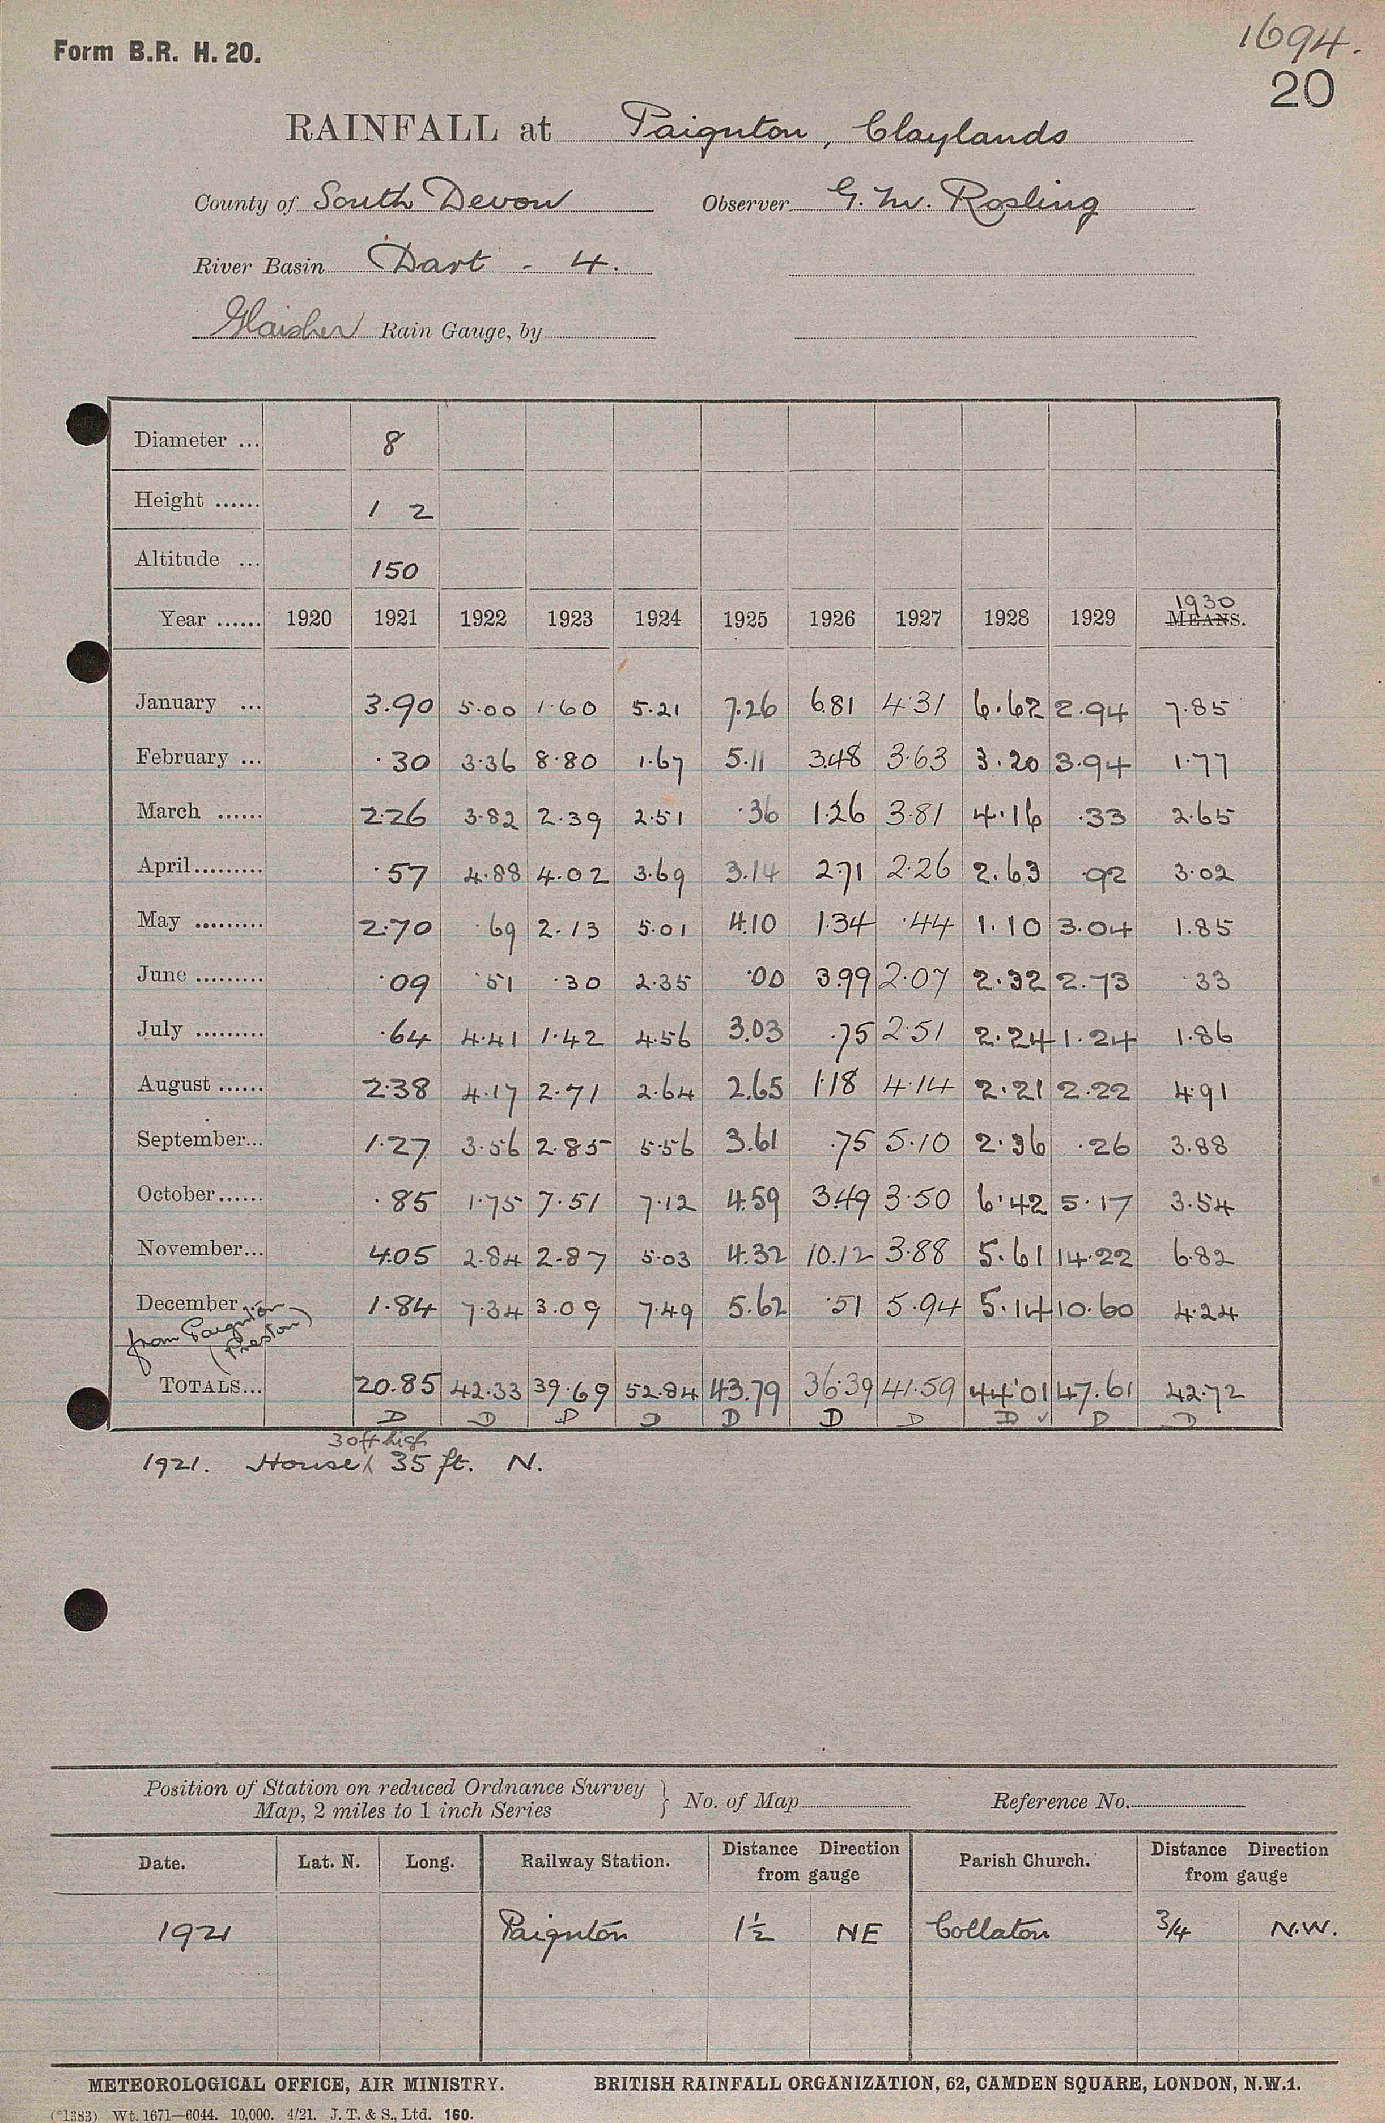 Form B.R. H. 20.
1694.
20
RAINFALL at Paignton, Claylands
County of South Devon Observer G. M. Rosling
River Basin Dart - 4.
Glaisher Rain Gauge, by
Diameter ... 8
Height ...... 1 2
Altitude ... 150
Year ...... 1920 1921 1922 1923 1924 1925 1926 1927 1928 1929 1930 MEANS.
January ... 3.90 5.00 1.60 5.21 7.26 6.81 4.31 6.62 2.94 7.85
February ... .30 3.36 8.80 1.67 5.11 3.48 3.63 3.20 3.94 1.77
March ...... 2.26 3.82 2.39 2.51 .36 1.26 3.81 4.16 .33 2.65
April ......... .57 4.88 4.02 3.69 3.14 2.71 2.26 2.63 .92 3.02
May ......... 2.70 .69 2.13 5.01 4.10 1.34 .44 1.10 3.04 1.85
June ......... .09 .51 .30 2.35 .00 3.99 2.07 2.32 2.73 .33
July ......... .64 4.41 1.42 4.56 3.03 .75 2.51 2.24 1.24 1.86
August ...... 2.38 4.17 2.71 2.64 2.65 1.18 4.14 2.21 2.22 4.91
September... 1.27 3.56 2.85 5.56 3.61 .75 5.10 2.36 .26 3.88
October...... .85 1.75 7.51 7.12 4.59 3.49 3.50 6.42 5.17 3.54
November... 4.05 2.84 2.87 5.03 4.32 10.12 3.88 5.61 14.22 6.82
December 1.84 7.34 3.09 7.49 5.62 .51 5.94 5.14 10.60 4.24
from Paignton
(Preston)
TOTALS... 20.85 42.33 39.69 52.84 43.79 36.39 41.59 44.01 47.61 42.72
D D D D D D D D ✓ D D
30ft high
1921. House 35 ft. N.
Position of Station on reduced Ordnance Survey
Map, 2 miles to 1 inch Series } No. of Map Reference No.
Date. Lat. N. Long. Railway Station. Distance Direction from gauge Parish Church. Distance Direction from gauge
1921 Paignton 1½ NE Collaton 3/4 N.W.
METEOROLOGICAL OFFICE, AIR MINISTRY. BRITISH RAINFALL ORGANIZATION, 62, CAMDEN SQUARE, LONDON, N.W.1.
(*1383) Wt. 1671—6044. 10,000. 4/21. J. T. & S., Ltd. 160.